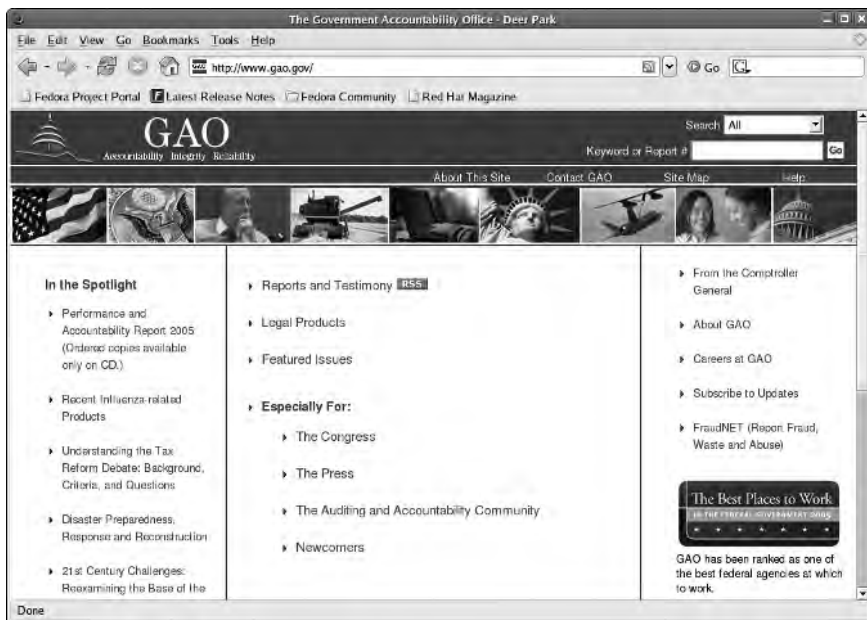 The Government Accountability Office - Deer Park
File Edit View Go Bookmarks Tools Help
http://www.gao.gov/
Go
G
Fedora Project Portal Latest Release Notes Fedora Community Red Hat Magazine
GAO
Accountability Integrity Reliability
Search All
Keyword or Report # Go
About This Site Contact GAO Site Map Help
In the Spotlight
Performance and
Accountability Report 2005
(Ordered copies available
only on CD.)
Recent Influenza-related
Products
Understanding the Tax
Reform Debate: Background,
Criteria, and Questions
Disaster Preparedness,
Response and Reconstruction
21st Century Challenges:
Reexamining the Base of the
Reports and Testimony RSS
Legal Products
Featured Issues
Especially For:
The Congress
The Press
The Auditing and Accountability Community
Newcomers
From the Comptroller
General
About GAO
Careers at GAO
Subscribe to Updates
FraudNET (Report Fraud,
Waste and Abuse)
The Best Places to Work
IN THE FEDERAL GOVERNMENT 2005
GAO has been ranked as one of
the best federal agencies at which
to work.
Done